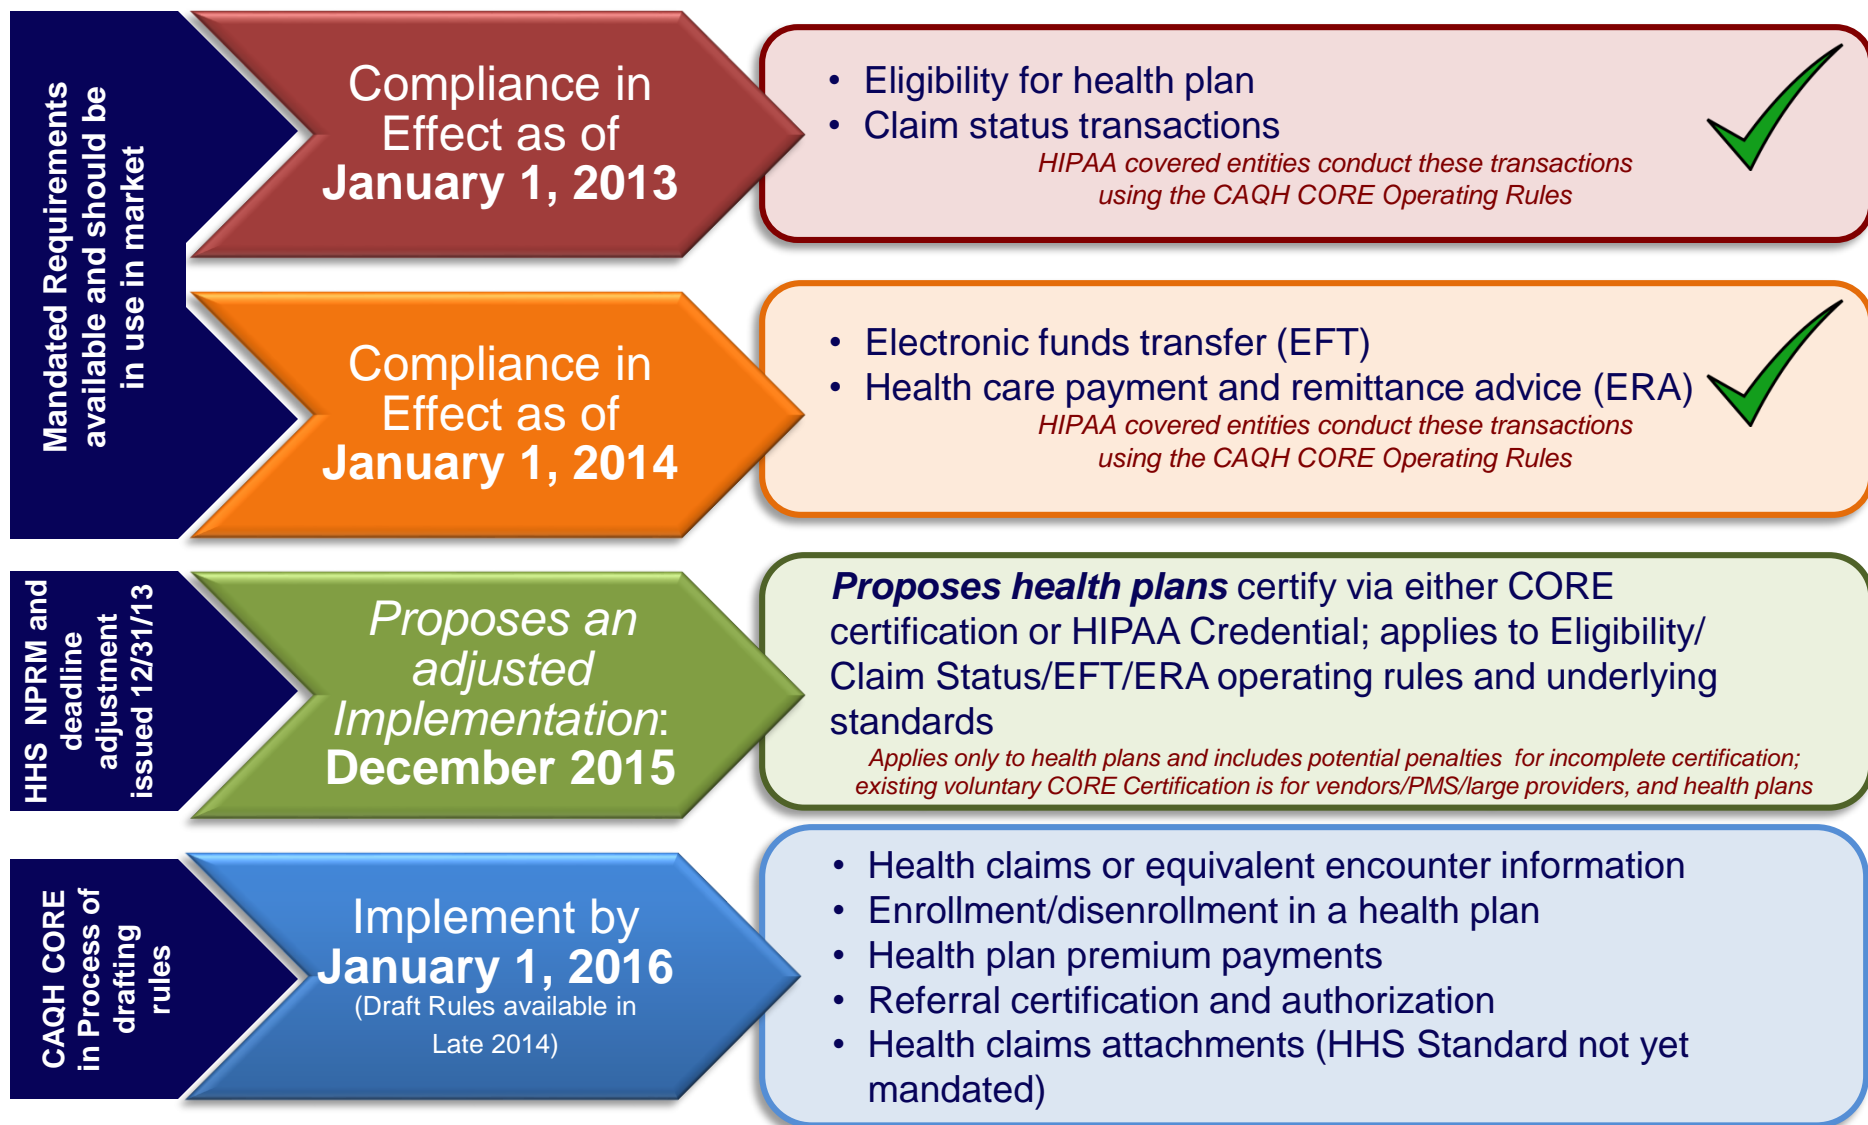 Mandated Requirements
available and should be
in use in market
Compliance in
Effect as of
January 1, 2013
• Eligibility for health plan
• Claim status transactions
HIPAA covered entities conduct these transactions
using the CAQH CORE Operating Rules
Compliance in
Effect as of
January 1, 2014
• Electronic funds transfer (EFT)
• Health care payment and remittance advice (ERA)
HIPAA covered entities conduct these transactions
using the CAQH CORE Operating Rules
HHS NPRM and
deadline
adjustment
issued 12/31/13
Proposes an
adjusted
Implementation:
December 2015
Proposes health plans certify via either CORE
certification or HIPAA Credential; applies to Eligibility/
Claim Status/EFT/ERA operating rules and underlying
standards
Applies only to health plans and includes potential penalties for incomplete certification;
existing voluntary CORE Certification is for vendors/PMS/large providers, and health plans
CAQH CORE
in Process of
drafting
rules
Implement by
January 1, 2016
(Draft Rules available in
Late 2014)
• Health claims or equivalent encounter information
• Enrollment/disenrollment in a health plan
• Health plan premium payments
• Referral certification and authorization
• Health claims attachments (HHS Standard not yet
mandated)